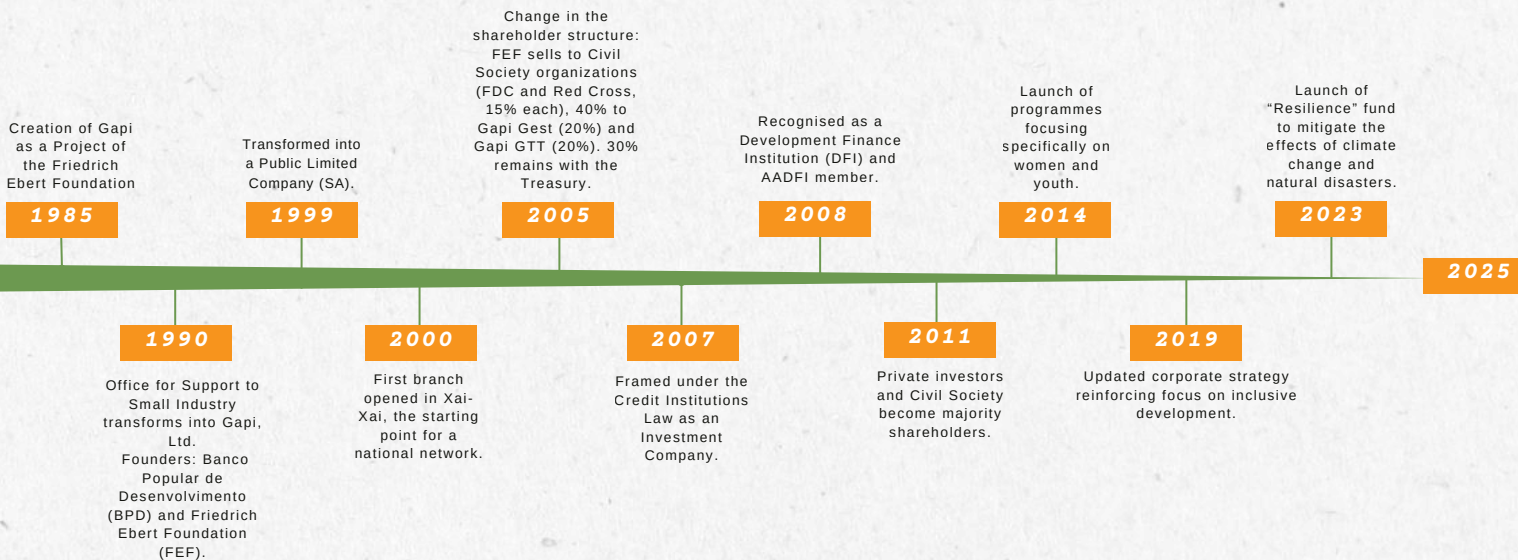 Creation of Gapi
as a Project of
the Friedrich
Ebert Foundation
1985
Office for Support to
Small Industry
transforms into Gapi,
Ltd.
Founders: Banco
Popular de
Desenvolvimento
(BPD) and Friedrich
Ebert Foundation
(FEF).
1990
Transformed into
a Public Limited
Company (SA).
1999
2000
First branch
opened in Xai-
Xai, the starting
point for a
national network.
Change in the
shareholder structure:
FEF sells to Civil
Society organizations
(FDC and Red Cross,
15% each), 40% to
Gapi Gest (20%) and
Gapi GTT (20%). 30%
remains with the
Treasury.
2005
2007
Framed under the
Credit Institutions
Law as an
Investment
Company.
Recognised as a
Development Finance
Institution (DFI) and
AADFI member.
2008
2011
Private investors
and Civil Society
become majority
shareholders.
Launch of
programmes
focusing
specifically on
women and
youth.
2014
2019
Updated corporate strategy
reinforcing focus on inclusive
development.
Launch of
“Resilience” fund
to mitigate the
effects of climate
change and
natural disasters.
2023
2025